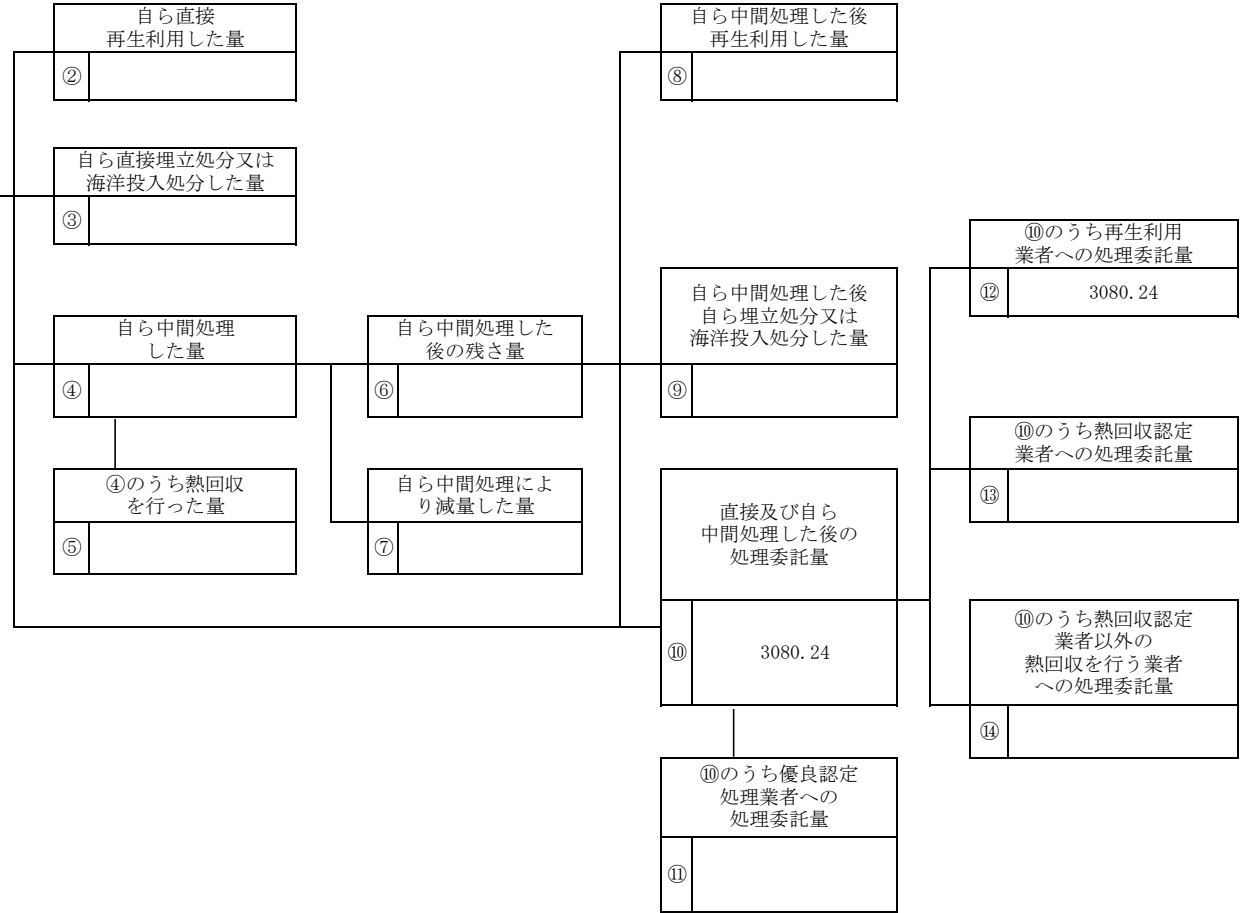 自ら直接
再生利用した量
②
自ら中間処理した後
再生利用した量
⑧
自ら直接埋立処分又は
海洋投入処分した量
③
⑩のうち再生利用
業者への処理委託量
⑫ 3080.24
自ら中間処理した後
自ら埋立処分又は
海洋投入処分した量
⑨
自ら中間処理
した量
④
自ら中間処理した
後の残さ量
⑥
⑩のうち熱回収認定
業者への処理委託量
⑬
④のうち熱回収
を行った量
⑤
自ら中間処理によ
り減量した量
⑦
直接及び自ら
中間処理した後の
処理委託量
⑩ 3080.24
⑩のうち熱回収認定
業者以外の
熱回収を行う業者
への処理委託量
⑭
⑩のうち優良認定
処理業者への
処理委託量
⑪